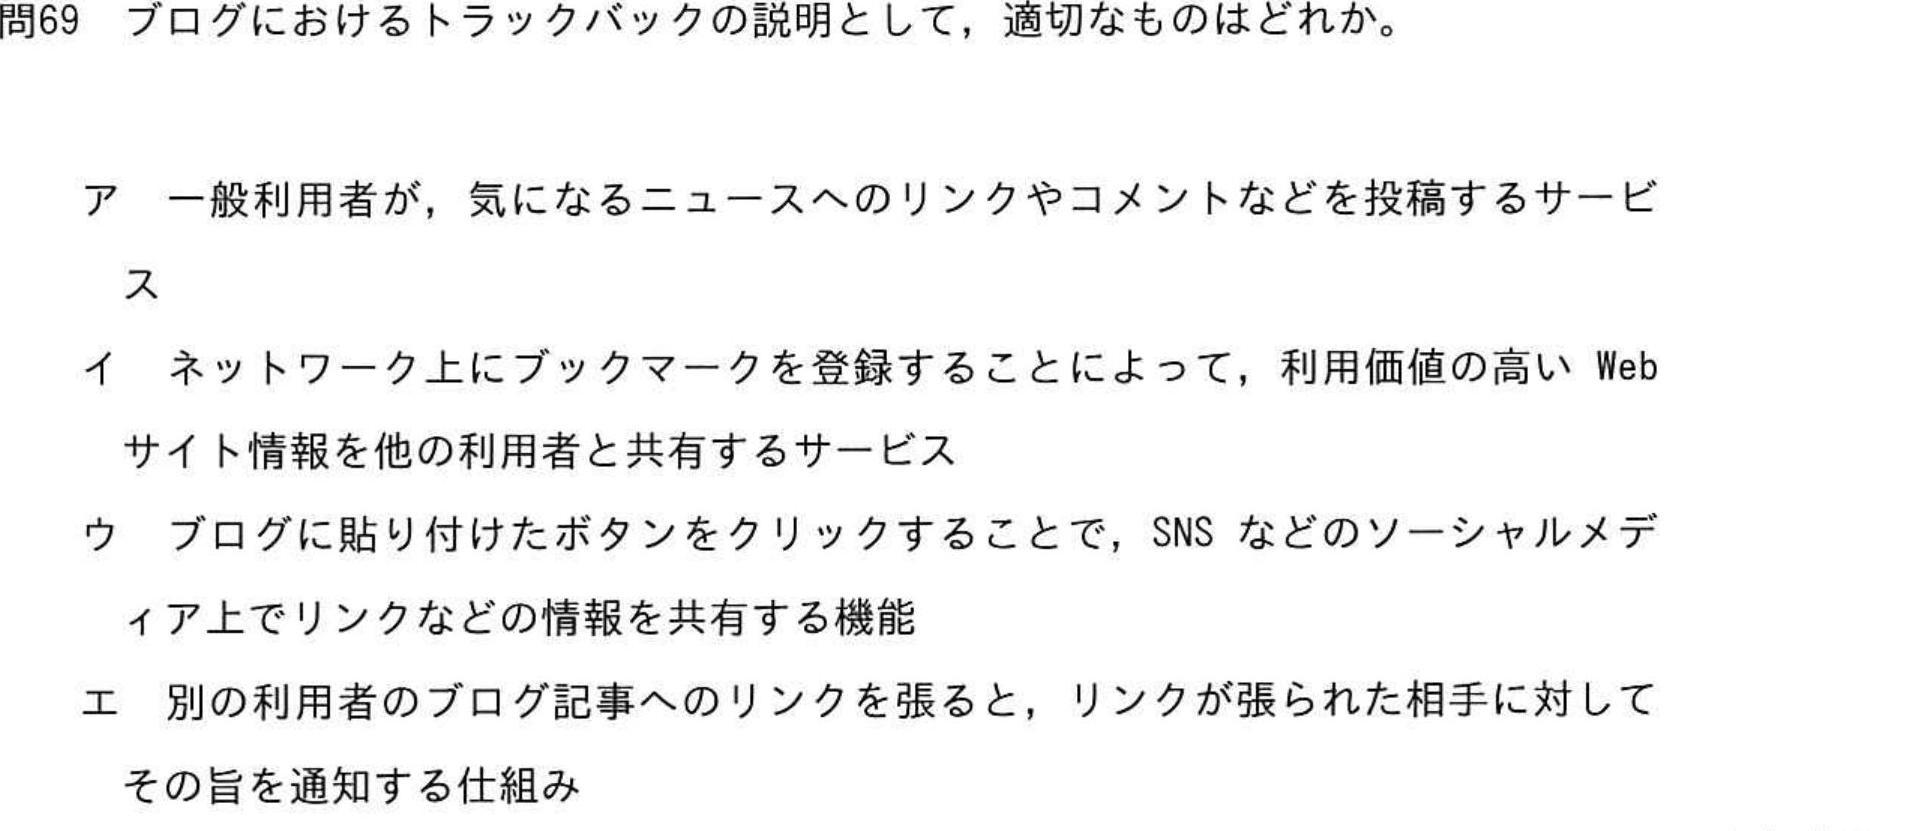 問69　ブログにおけるトラックバックの説明として，適切なものはどれか。
ア　一般利用者が，気になるニュースへのリンクやコメントなどを投稿するサービ
ス
イ　ネットワーク上にブックマークを登録することによって，利用価値の高い Web
サイト情報を他の利用者と共有するサービス
ウ　ブログに貼り付けたボタンをクリックすることで，SNS などのソーシャルメデ
ィア上でリンクなどの情報を共有する機能
エ　別の利用者のブログ記事へのリンクを張ると，リンクが張られた相手に対して
その旨を通知する仕組み